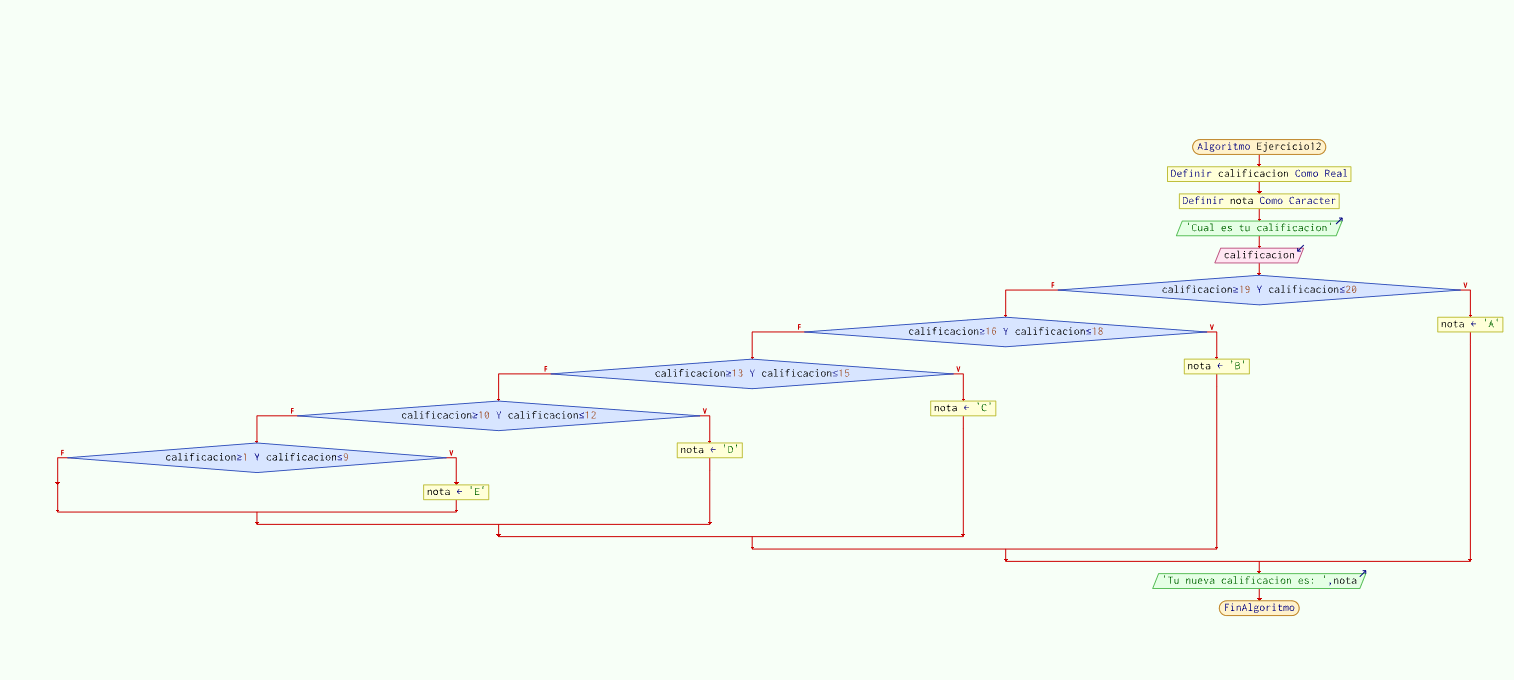 Algoritmo Ejercicio12
Definir calificacion Como Real
Definir nota Como Caracter
'Cual es tu calificacion'
calificacion
calificacion≥19 Y calificacion≤20
F
V
nota ← 'A'
calificacion≥16 Y calificacion≤18
F
V
nota ← 'B'
calificacion≥13 Y calificacion≤15
F
V
nota ← 'C'
calificacion≥10 Y calificacion≤12
F
V
nota ← 'D'
calificacion≥1 Y calificacion≤9
F
V
nota ← 'E'
'Tu nueva calificacion es: ',nota
FinAlgoritmo